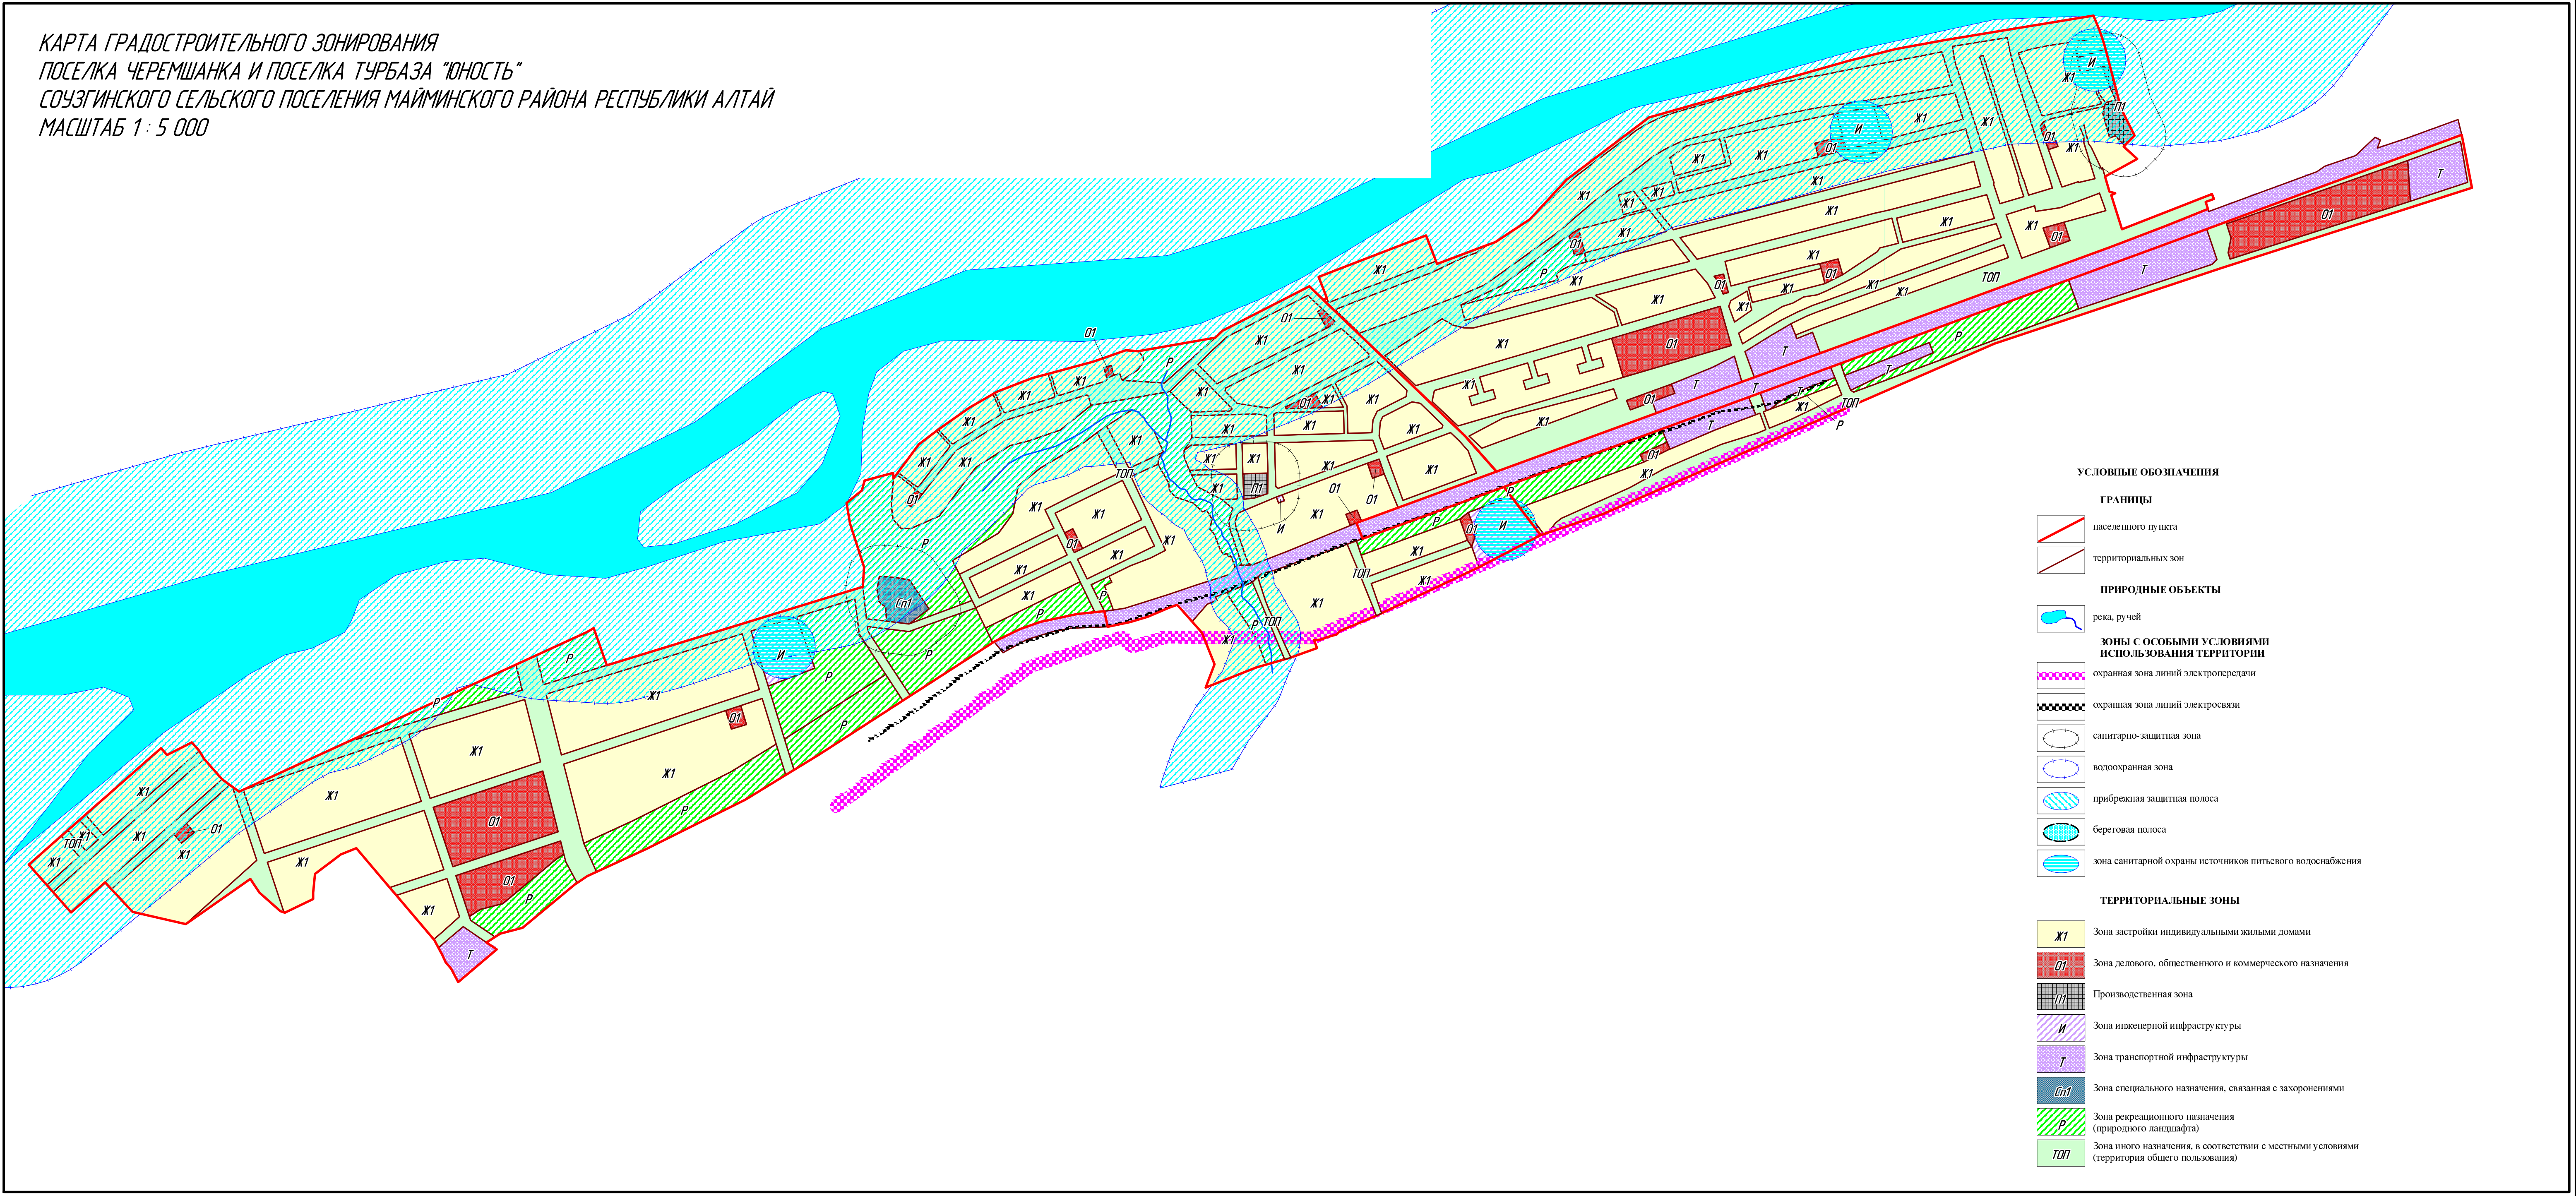 КАРТА ГРАДОСТРОИТЕЛЬНОГО ЗОНИРОВАНИЯ
ПОСЕЛКА ЧЕРЕМШАНКА И ПОСЕЛКА ТУРБАЗА "ЮНОСТЬ"
СОУЗГИНСКОГО СЕЛЬСКОГО ПОСЕЛЕНИЯ МАЙМИНСКОГО РАЙОНА РЕСПУБЛИКИ АЛТАЙ
МАСШТАБ 1 : 5 000
УСЛОВНЫЕ ОБОЗНАЧЕНИЯ
ГРАНИЦЫ
населенного пункта
территориальных зон
ПРИРОДНЫЕ ОБЪЕКТЫ
река, ручей
ЗОНЫ С ОСОБЫМИ УСЛОВИЯМИ
ИСПОЛЬЗОВАНИЯ ТЕРРИТОРИИ
охранная зона линий электропередачи
охранная зона линий электросвязи
санитарно-защитная зона
водоохранная зона
прибрежная защитная полоса
береговая полоса
зона санитарной охраны источников питьевого водоснабжения
ТЕРРИТОРИАЛЬНЫЕ ЗОНЫ
Ж1 Зона застройки индивидуальными жилыми домами
О1 Зона делового, общественного и коммерческого назначения
П1 Производственная зона
И Зона инженерной инфраструктуры
Т Зона транспортной инфраструктуры
Сп1 Зона специального назначения, связанная с захоронениями
Р Зона рекреационного назначения
(природного ландшафта)
ТОП Зона иного назначения, в соответствии с местными условиями
(территория общего пользования)